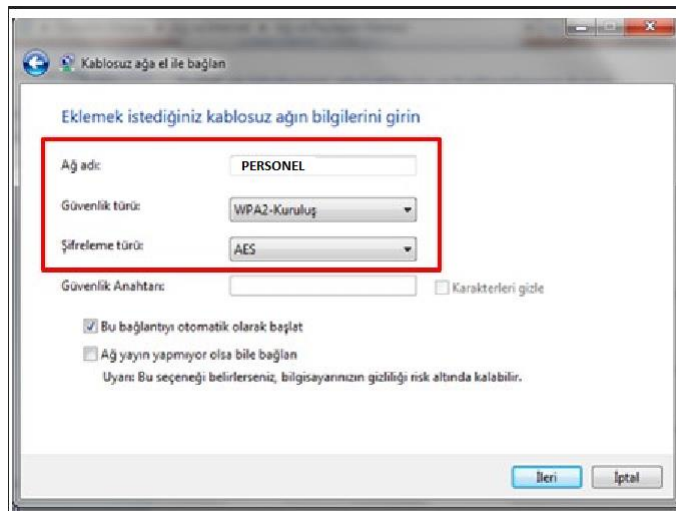 Kablosuz ağa el ile bağlan
Eklemek istediğiniz kablosuz ağın bilgilerini girin
Ağ adı: PERSONEL
Güvenlik türü: WPA2-Kuruluş
Şifreleme türü: AES
Güvenlik Anahtarı: Karakterleri gizle
Bu bağlantıyı otomatik olarak başlat
Ağ yayın yapmıyor olsa bile bağlan
Uyarı: Bu seçeneği belirlerseniz, bilgisayarınızın gizliliği risk altında kalabilir.
İleri İptal